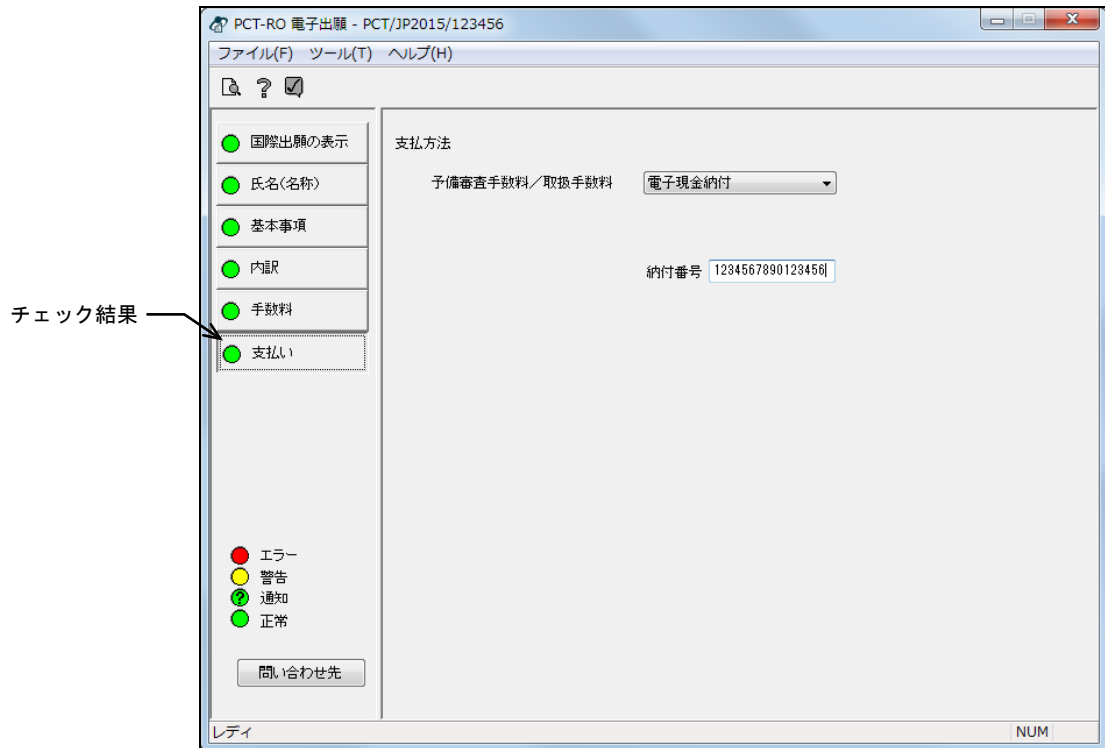 PCT-RO 電子出願 - PCT/JP2015/123456
ファイル(F) ツール(T) ヘルプ(H)
国際出願の表示
氏名(名称)
基本事項
内訳
手数料
支払い
チェック結果
支払方法
予備審査手数料／取扱手数料 電子現金納付
納付番号 1234567890123456
エラー
警告
通知
正常
問い合わせ先
レディ NUM